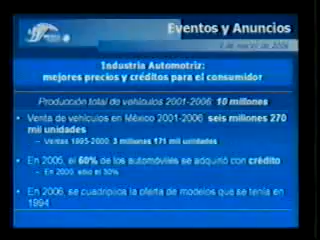 Eventos y Anuncios
Industria Automotriz:
mejores precios y créditos para el consumidor
Producción total de vehículos 2001-2006: 10 millones
• Venta de vehículos en México 2001-2006: seis millones 270
mil unidades
– Ventas 1995-2000: 3 millones 171 mil unidades
• En 2005, el 60% de los automóviles se adquirió con crédito
– En 2000, sólo el 30%
• En 2006, se cuadruplica la oferta de modelos que se tenía en
1994